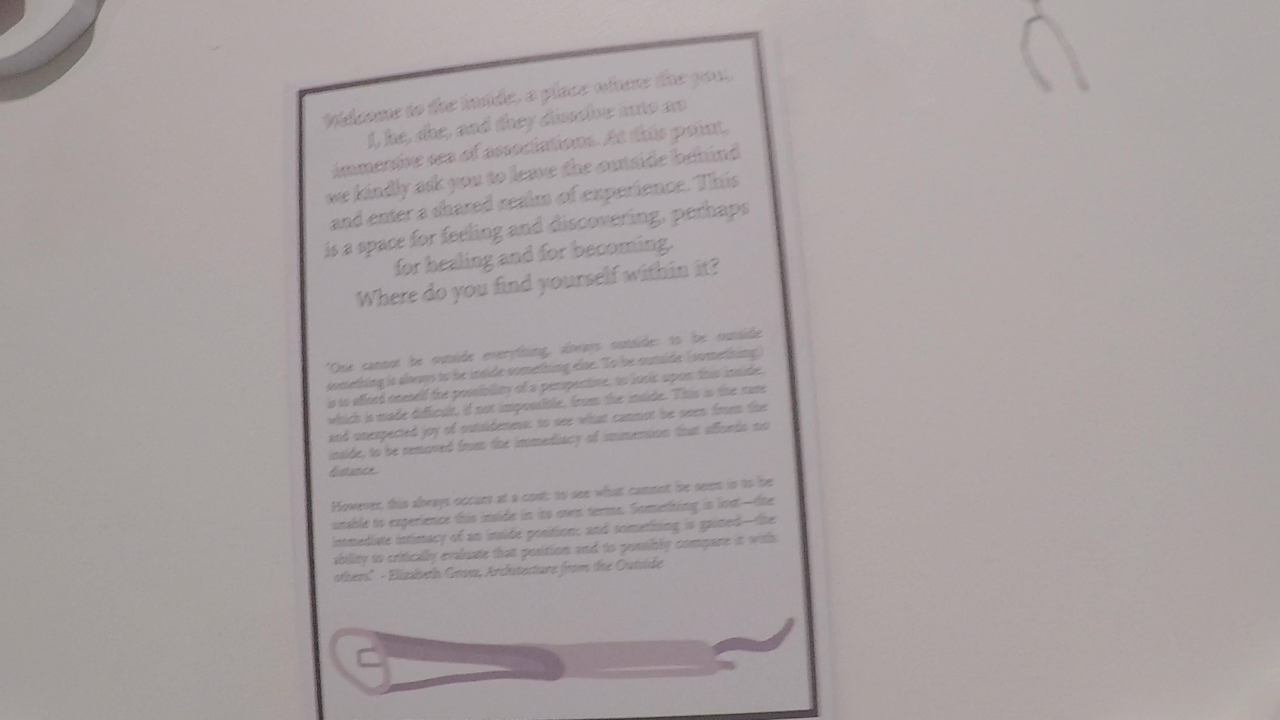 Welcome to the inside, a place where the you,
I, he, she, and they dissolve into an
immersive sea of associations. At this point,
we kindly ask you to leave the outside behind
and enter a shared realm of experience. This
is a space for feeling and discovering, perhaps
for healing and for becoming.
Where do you find yourself within it?
"One cannot be outside everything, always outside: to be outside
something is always to be inside something else. To be outside (something)
is to afford oneself the possibility of a perspective, to look upon this inside,
which is made difficult, if not impossible, from the inside. This is the rare
and unexpected joy of outsideness: to see what cannot be seen from the
inside, to be removed from the immediacy of immersion that affords no
distance.
However, this always occurs at a cost: to see what cannot be seen is to be
unable to experience this inside in its own terms. Something is lost—the
immediate intimacy of an inside position; and something is gained—the
ability to critically evaluate that position and to possibly compare it with
others." - Elizabeth Grosz, Architecture from the Outside